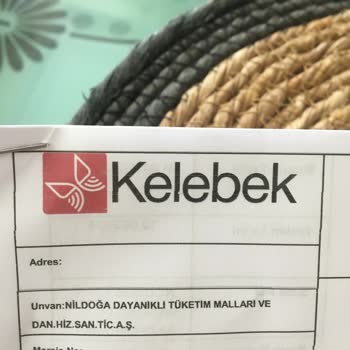 Kelebek
Adres:
Unvan:NİLDOĞA DAYANIKLI TÜKETİM MALLARI VE
DAN.HİZ.SAN.TİC.A.Ş.